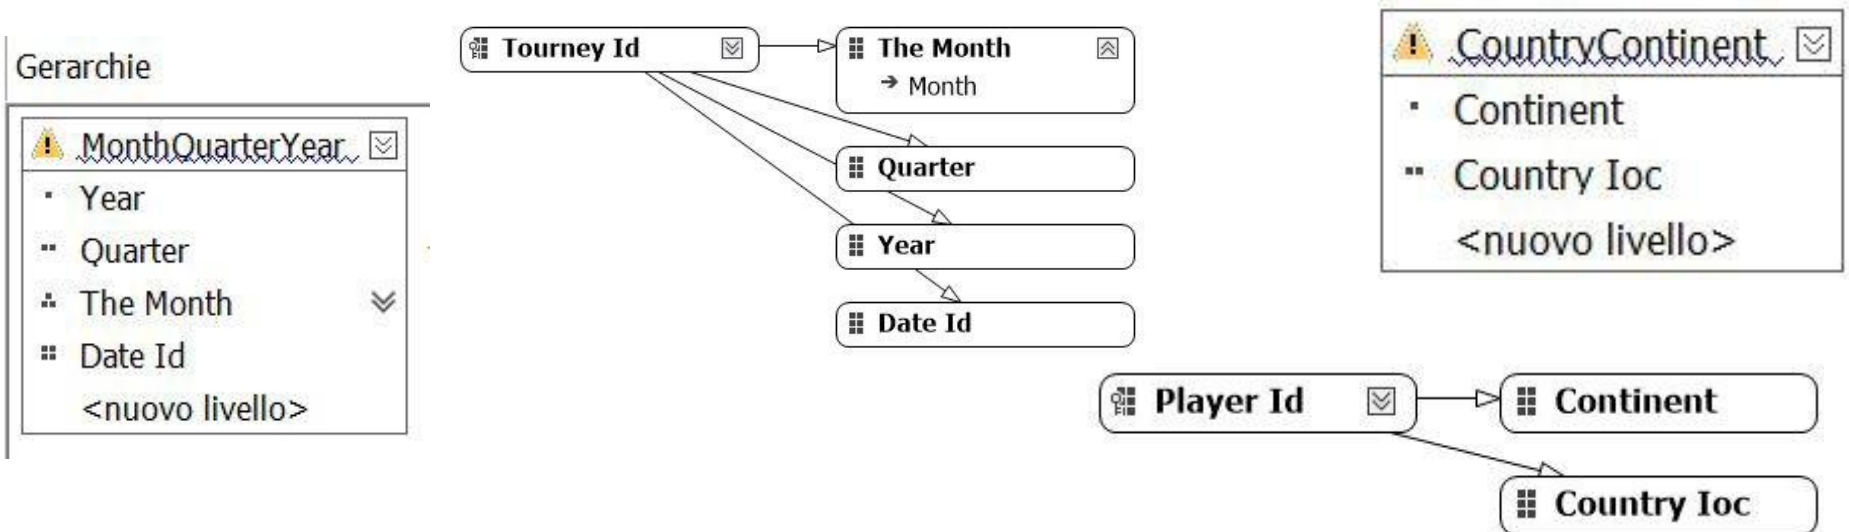 Gerarchie
MonthQuarterYear
Year
Quarter
The Month
Date Id
<nuovo livello>
Tourney Id
The Month
Month
Quarter
Year
Date Id
CountryContinent
Continent
Country Ioc
<nuovo livello>
Player Id
Continent
Country Ioc